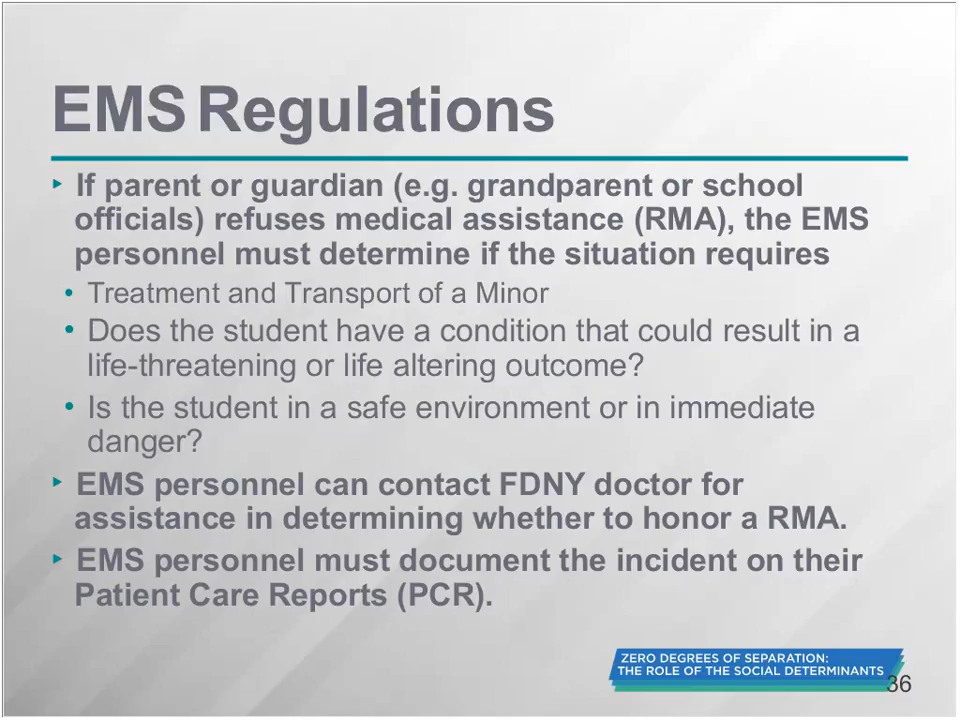 EMS Regulations
‣ If parent or guardian (e.g. grandparent or school
officials) refuses medical assistance (RMA), the EMS
personnel must determine if the situation requires
• Treatment and Transport of a Minor
• Does the student have a condition that could result in a
life-threatening or life altering outcome?
• Is the student in a safe environment or in immediate
danger?
‣ EMS personnel can contact FDNY doctor for
assistance in determining whether to honor a RMA.
‣ EMS personnel must document the incident on their
Patient Care Reports (PCR).
ZERO DEGREES OF SEPARATION:
THE ROLE OF THE SOCIAL DETERMINANTS
36